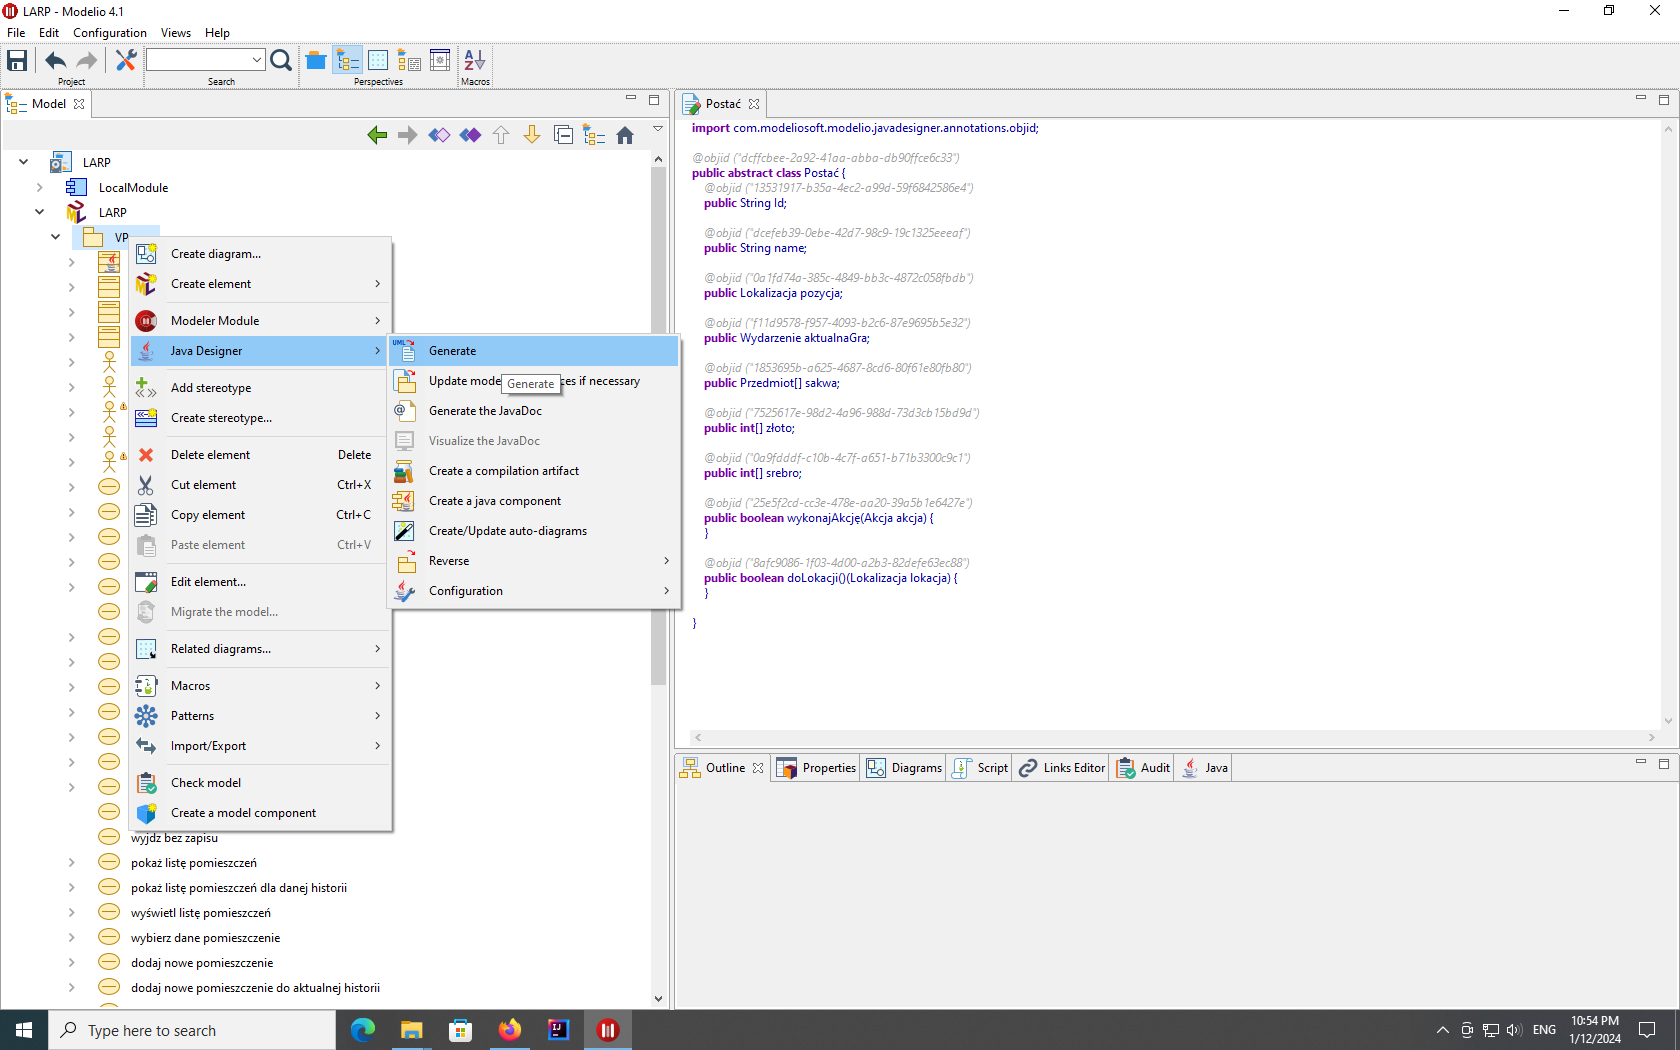 LARP - Modelio 4.1
File Edit Configuration Views Help
Project Search Perspectives Macros
Model
LARP
LocalModule
LARP
VP
Create diagram...
Create element
Modeler Module
Java Designer
Add stereotype
Create stereotype...
Delete element Delete
Cut element Ctrl+X
Copy element Ctrl+C
Paste element Ctrl+V
Edit element...
Migrate the model...
Related diagrams...
Macros
Patterns
Import/Export
Check model
Create a model component
Generate
Update mode Generate ces if necessary
Generate the JavaDoc
Visualize the JavaDoc
Create a compilation artifact
Create a java component
Create/Update auto-diagrams
Reverse
Configuration
wyjdz bez zapisu
pokaż listę pomieszczeń
pokaż listę pomieszczeń dla danej historii
wyświetl listę pomieszczeń
wybierz dane pomieszczenie
dodaj nowe pomieszczenie
dodaj nowe pomieszczenie do aktualnej historii
Postać
import com.modeliosoft.modelio.javadesigner.annotations.objid;
@objid ("dcffcbee-2a92-41aa-abba-db90ffce6c33")
public abstract class Postać {
@objid ("13531917-b35a-4ec2-a99d-59f6842586e4")
public String Id;
@objid ("dcefeb39-0ebe-42d7-98c9-19c1325eeeaf")
public String name;
@objid ("0a1fd74a-385c-4849-bb3c-4872c058fbdb")
public Lokalizacja pozycja;
@objid ("f11d9578-f957-4093-b2c6-87e9695b5e32")
public Wydarzenie aktualnaGra;
@objid ("1853695b-a625-4687-8cd6-80f61e80fb80")
public Przedmiot[] sakwa;
@objid ("7525617e-98d2-4a96-988d-73d3cb15bd9d")
public int[] złoto;
@objid ("0a9fdddf-c10b-4c7f-a651-b71b3300c9c1")
public int[] srebro;
@objid ("25e5f2cd-cc3e-478e-aa20-39a5b1e6427e")
public boolean wykonajAkcję(Akcja akcja) {
}
@objid ("8afc9086-1f03-4d00-a2b3-82defe63ec88")
public boolean doLokacji()(Lokalizacja lokacja) {
}
}
Outline Properties Diagrams Script Links Editor Audit Java
Type here to search
ENG
10:54 PM
1/12/2024